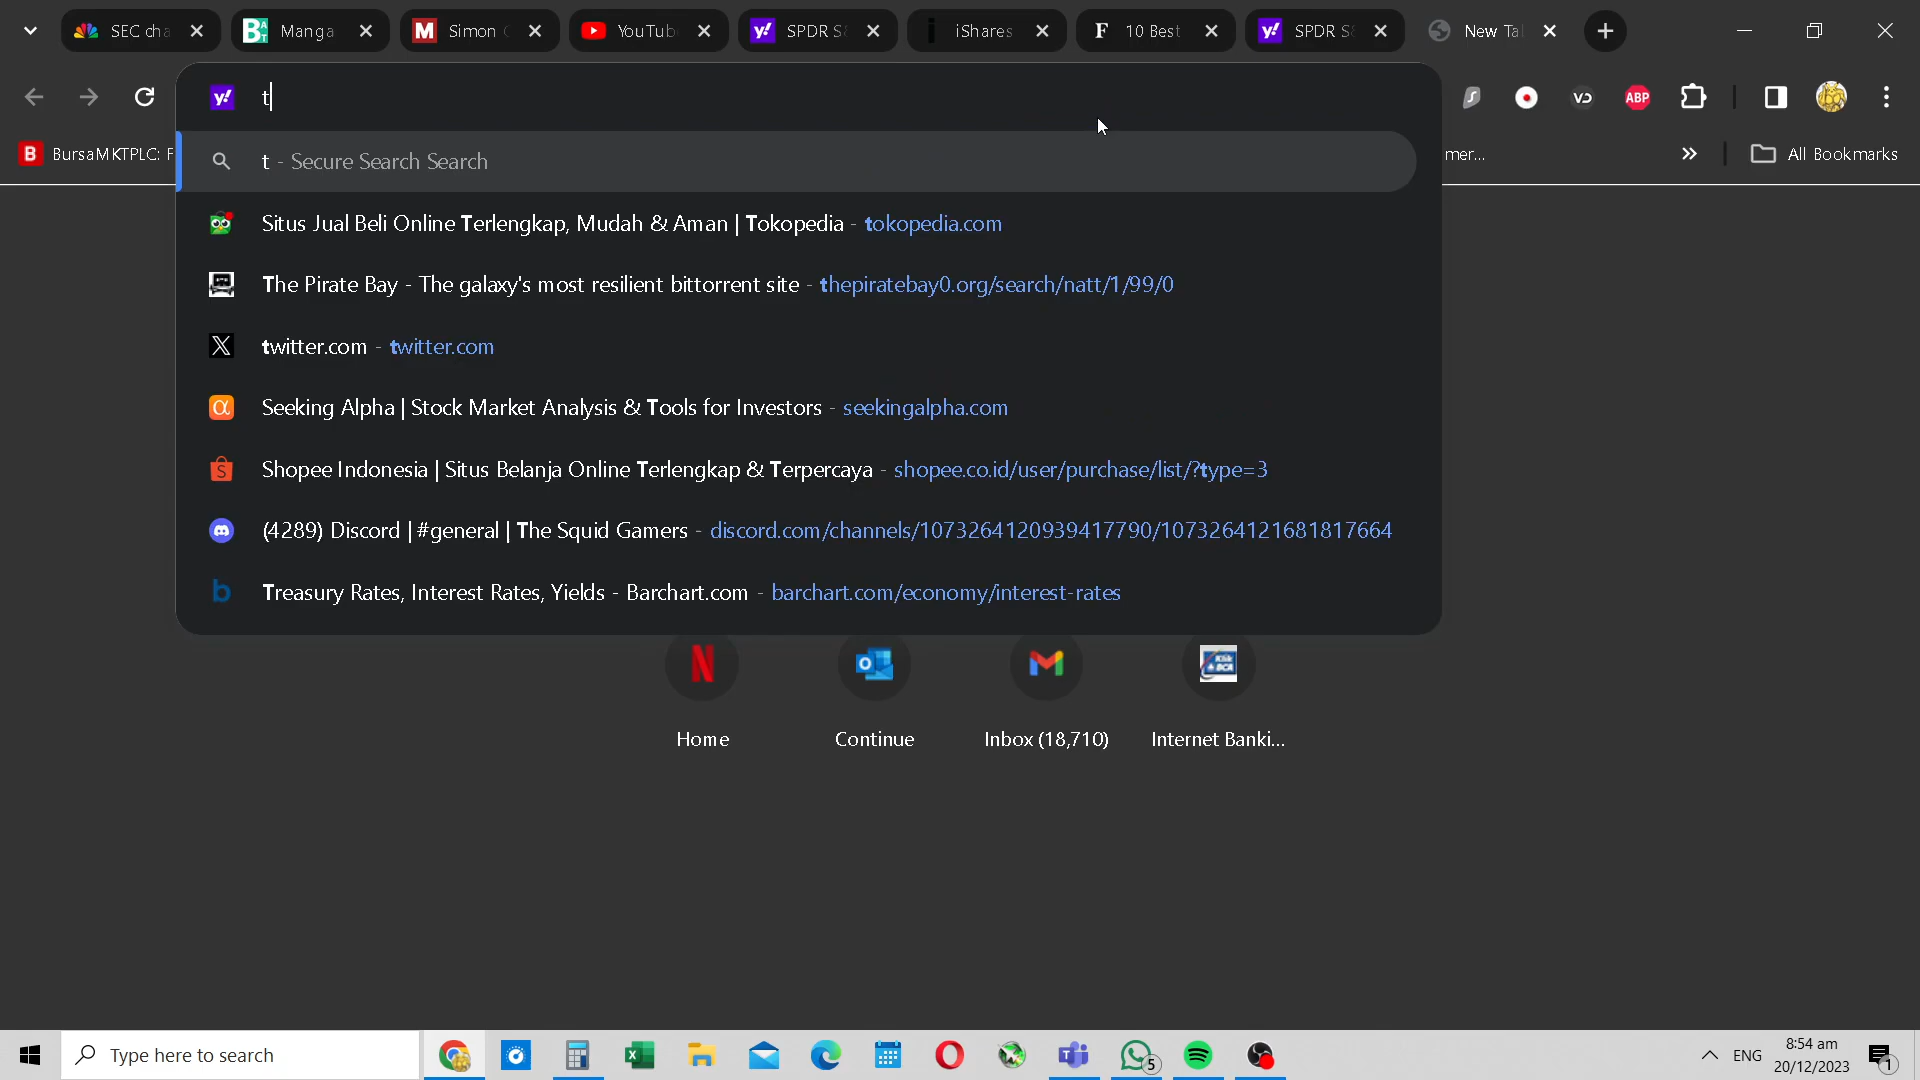 SEC cha
Manga
Simon
YouTub
SPDR S&
iShares
10 Best
SPDR S&
New Ta
t
BursaMKTPLC: F
mer...
All Bookmarks
t - Secure Search Search
Situs Jual Beli Online Terlengkap, Mudah & Aman | Tokopedia - tokopedia.com
The Pirate Bay - The galaxy's most resilient bittorrent site - thepiratebay0.org/search/natt/1/99/0
twitter.com - twitter.com
Seeking Alpha | Stock Market Analysis & Tools for Investors - seekingalpha.com
Shopee Indonesia | Situs Belanja Online Terlengkap & Terpercaya - shopee.co.id/user/purchase/list/?type=3
(4289) Discord | #general | The Squid Gamers - discord.com/channels/1073264120939417790/1073264121681817664
Treasury Rates, Interest Rates, Yields - Barchart.com - barchart.com/economy/interest-rates
Home
Continue
Inbox (18,710)
Internet Banki...
Type here to search
5
ENG
8:54 am
20/12/2023
1
ABP